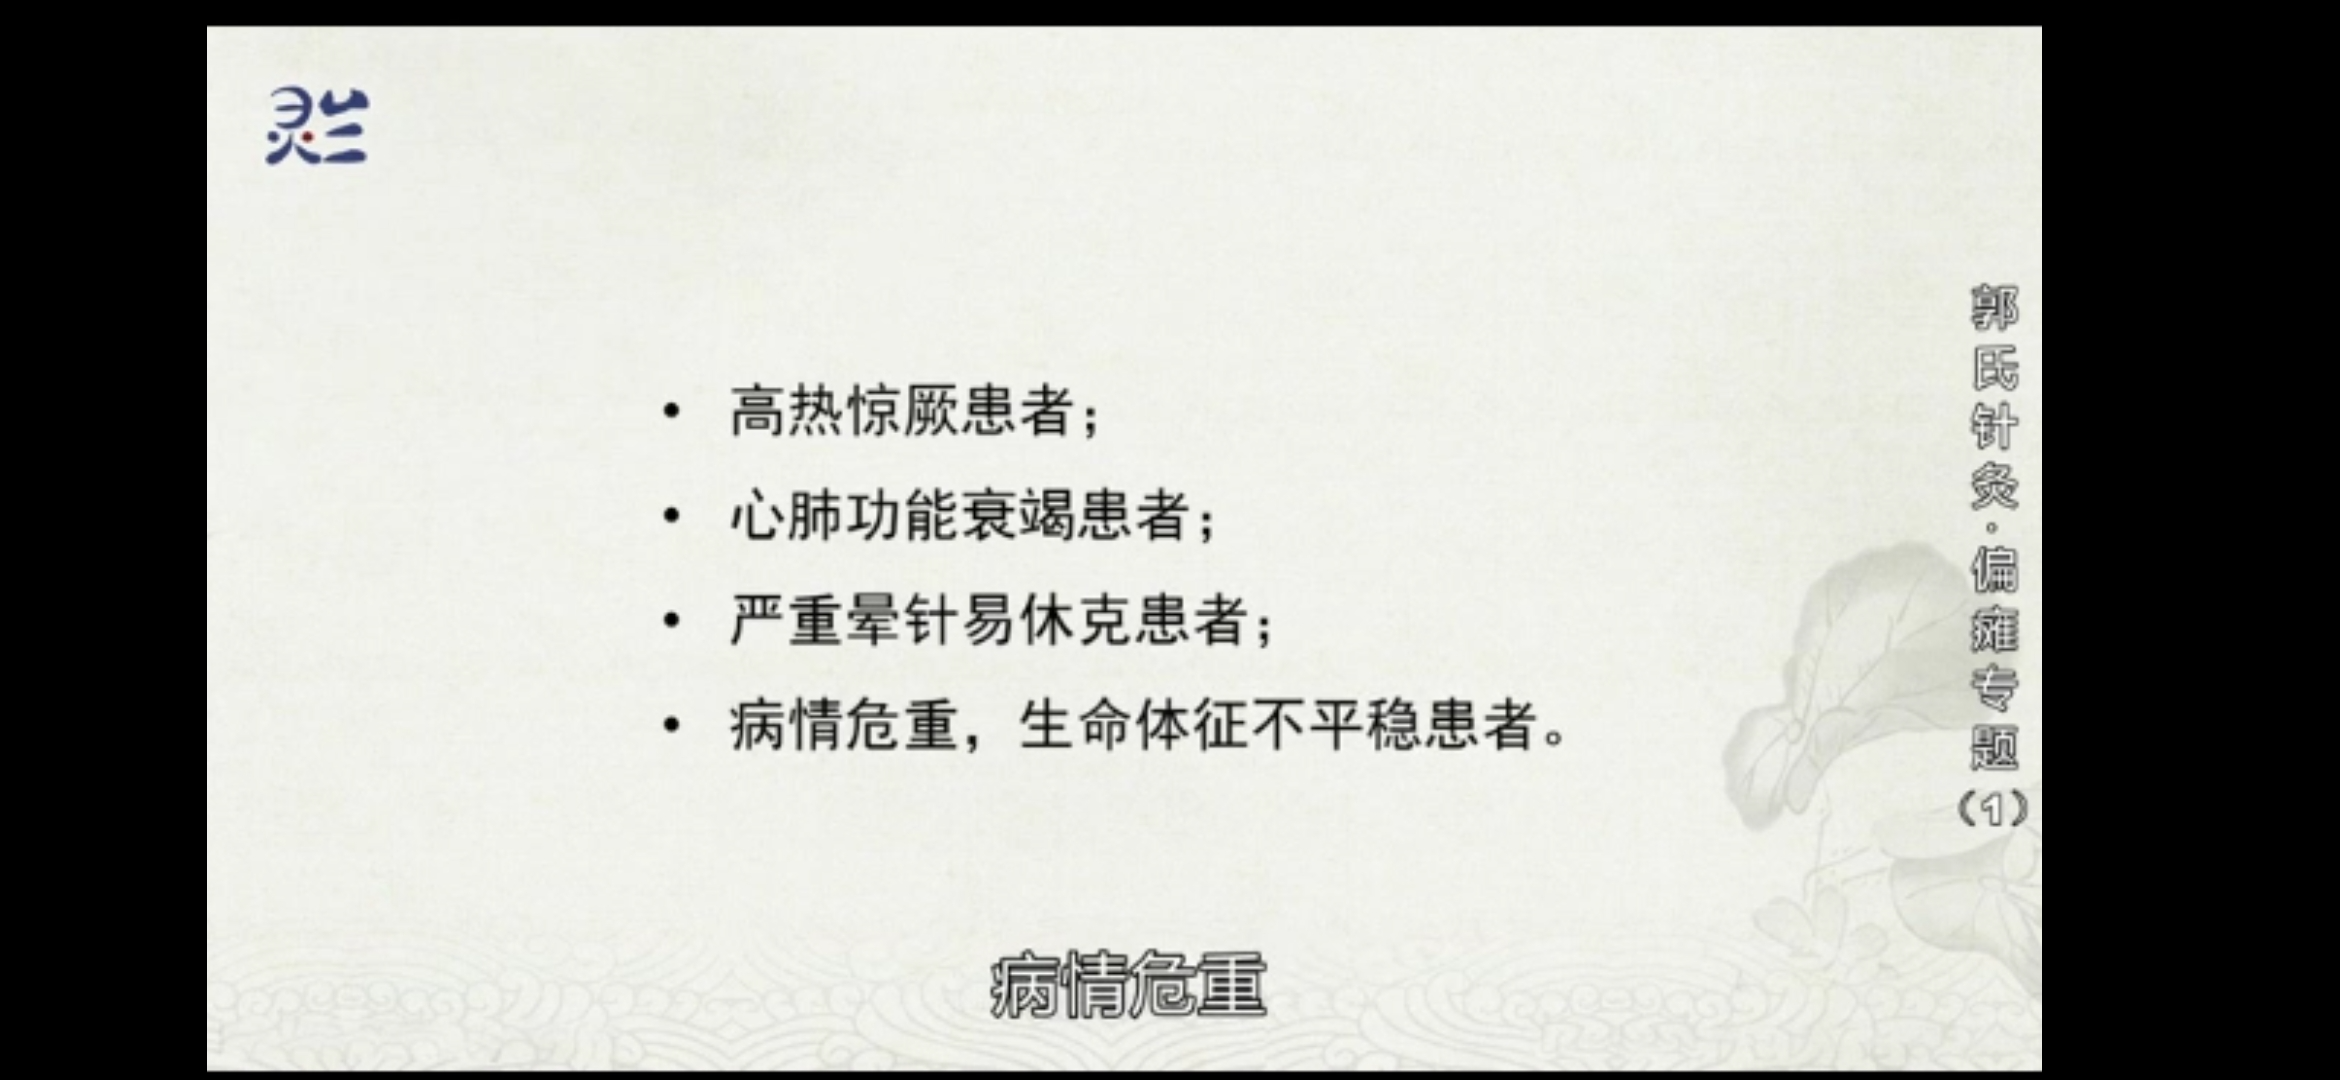 灵兰
高热惊厥患者；
心肺功能衰竭患者；
严重晕针易休克患者；
病情危重，生命体征不平稳患者。
郭氏针灸·偏瘫专题（1）
病情危重